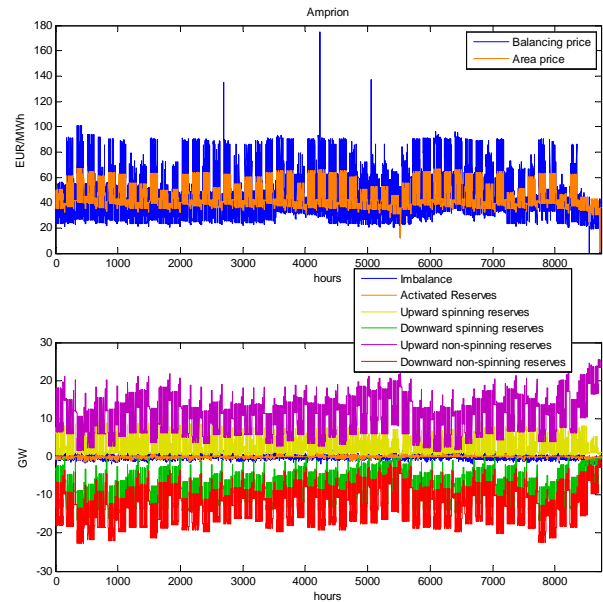 Amprion
180
160
140
120
100
80
60
40
20
0
EUR/MWh
Balancing price
Area price
0 1000 2000 3000 4000 5000 6000 7000 8000
hours
Imbalance
Activated Reserves
Upward spinning reserves
Downward spinning reserves
Upward non-spinning reserves
Downward non-spinning reserves
30
20
10
0
-10
-20
-30
GW
0 1000 2000 3000 4000 5000 6000 7000 8000
hours